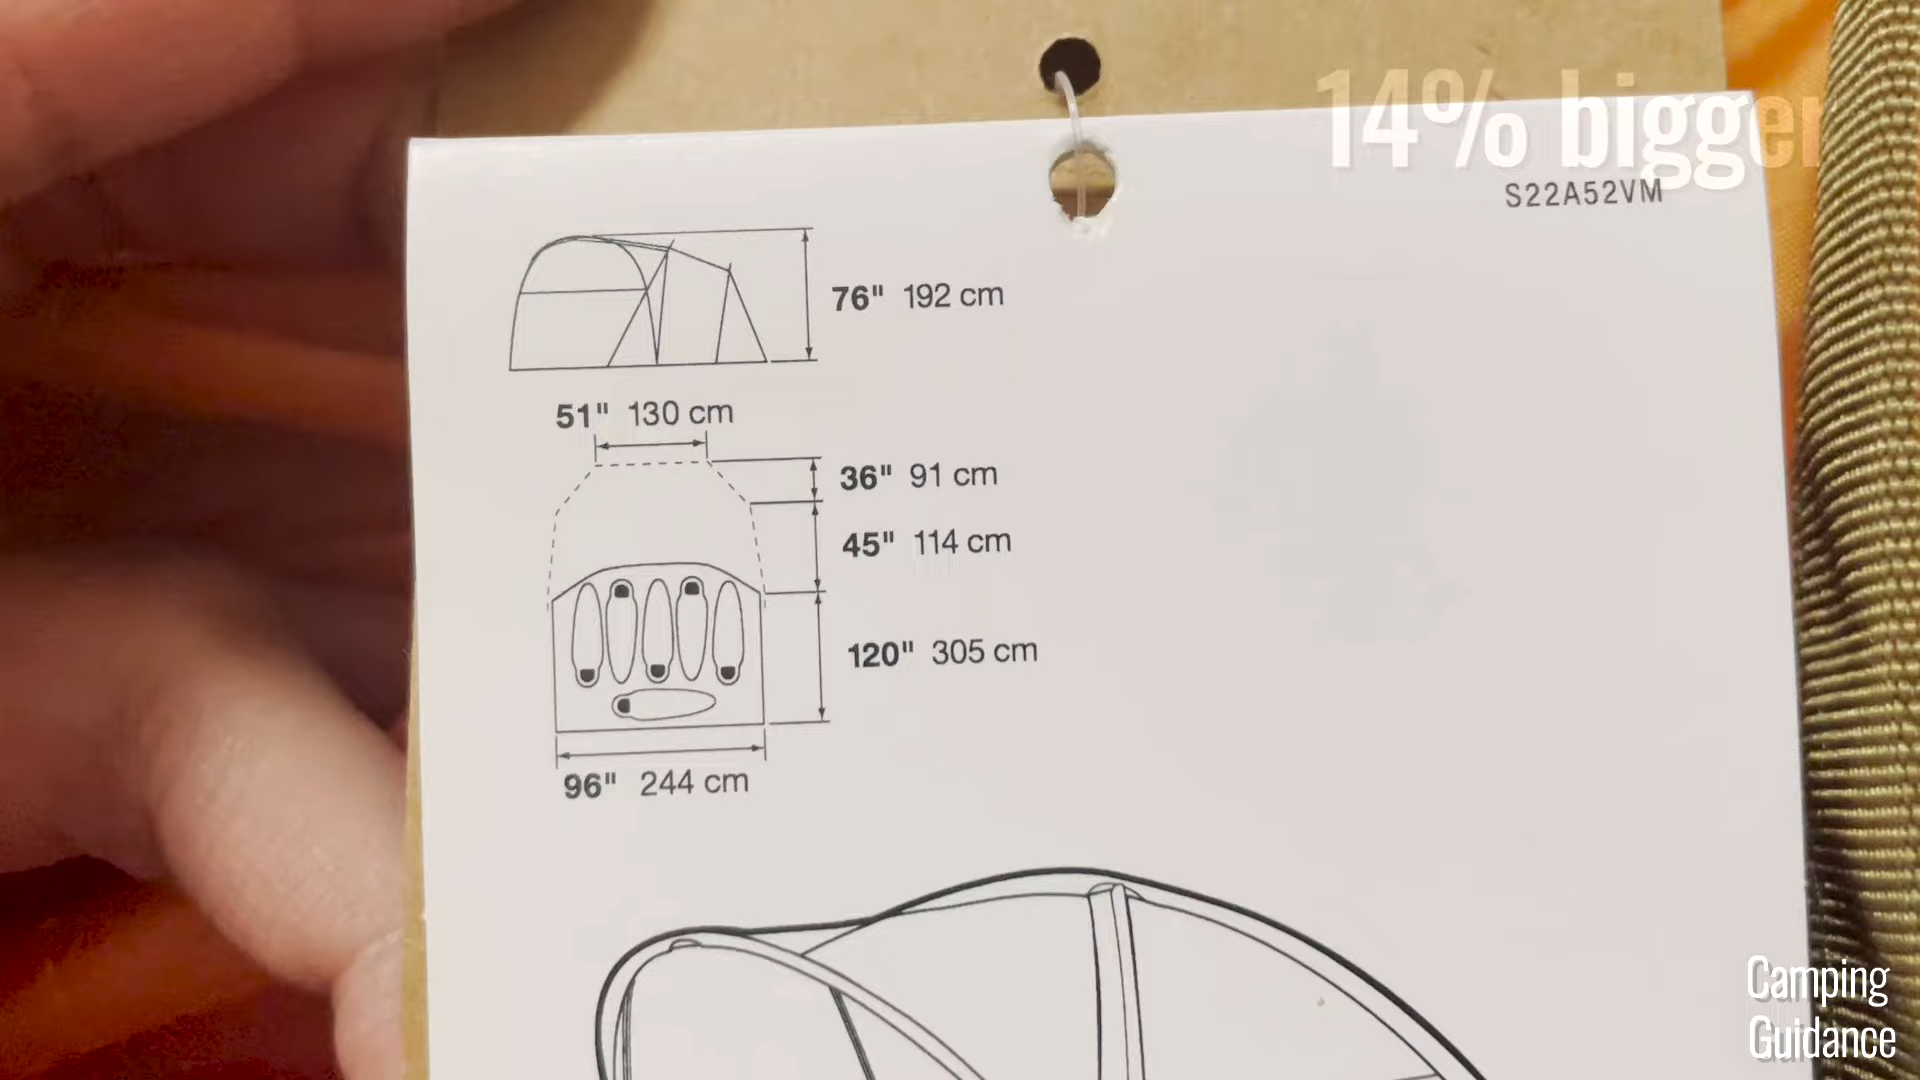 14% bigger
S22A52VM
76" 192 cm
51" 130 cm
36" 91 cm
45" 114 cm
120" 305 cm
96" 244 cm
Camping
Guidance